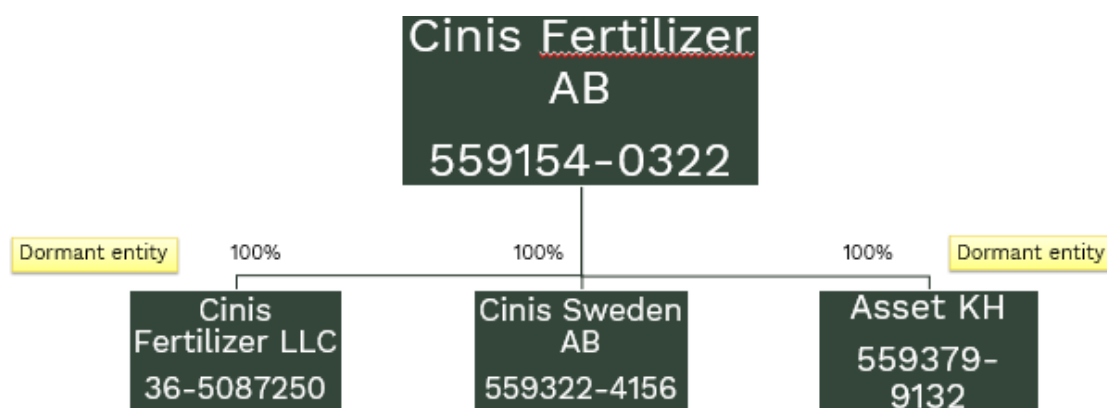 Cinis Fertilizer
AB
559154-0322
Dormant entity
100%
100%
100%
Dormant entity
Cinis
Fertilizer LLC
36-5087250
Cinis Sweden
AB
559322-4156
Asset KH
559379-
9132